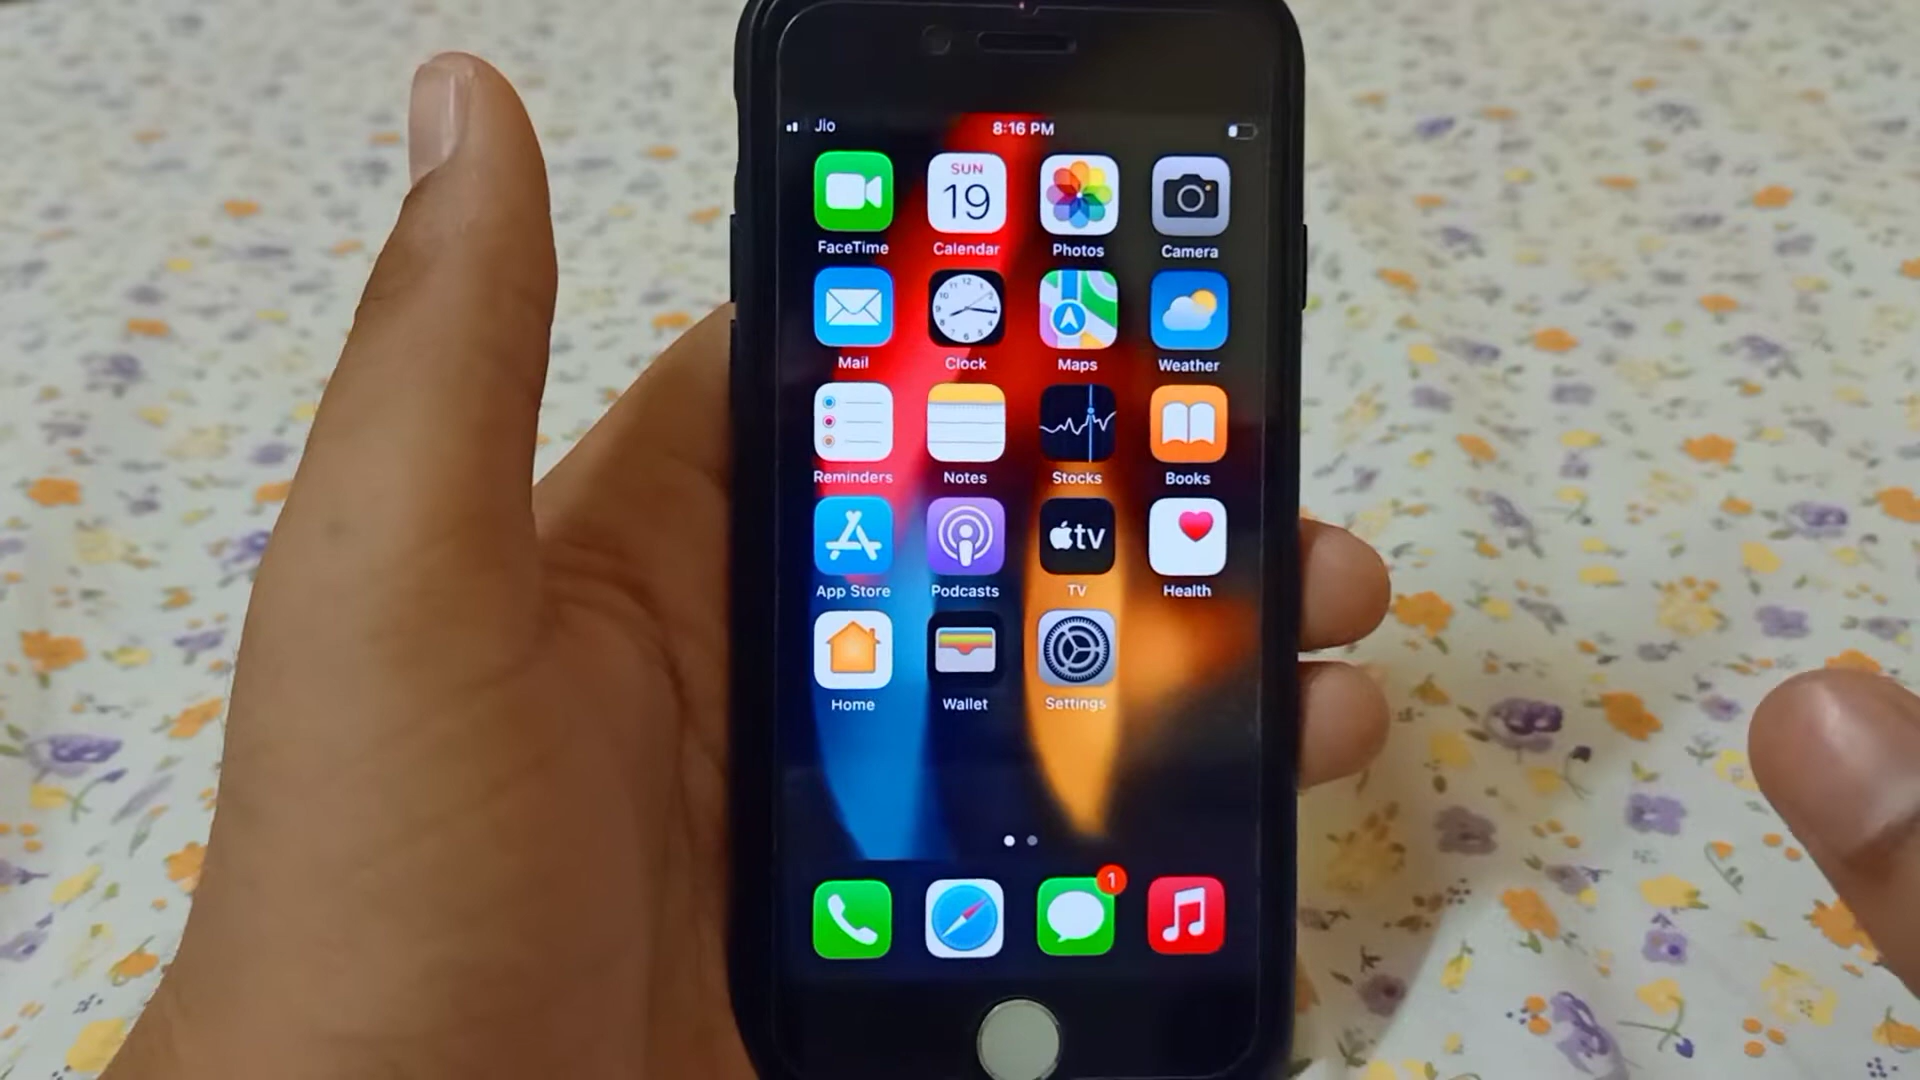 Jio 8:16 PM
SUN
19
FaceTime Calendar Photos Camera
Mail Clock Maps Weather
Reminders Notes Stocks Books
tv
App Store Podcasts TV Health
Home Wallet Settings
1